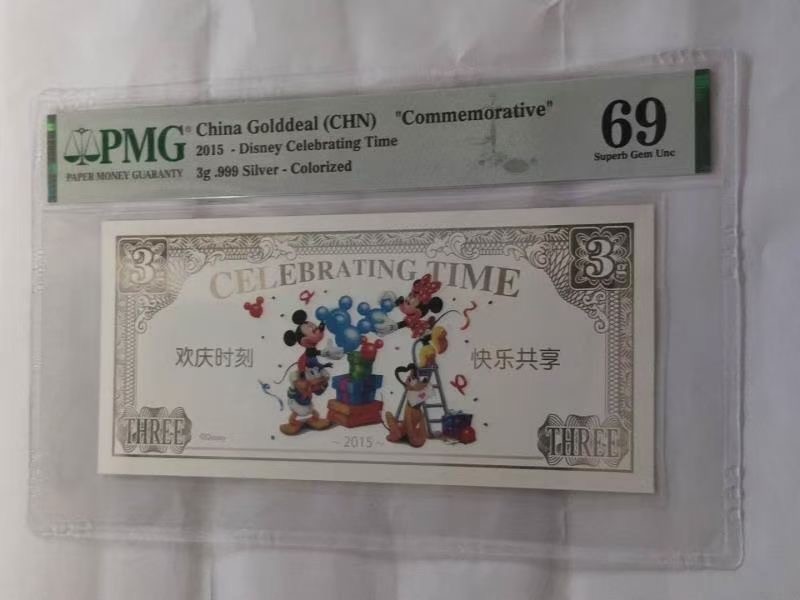 PMG®
PAPER MONEY GUARANTY
China Golddeal (CHN) "Commemorative"
2015 - Disney Celebrating Time
3g .999 Silver - Colorized
69
Superb Gem Unc
3
3
CELEBRATING TIME
欢庆时刻
快乐共享
THREE
©Disney
~2015~
THREE